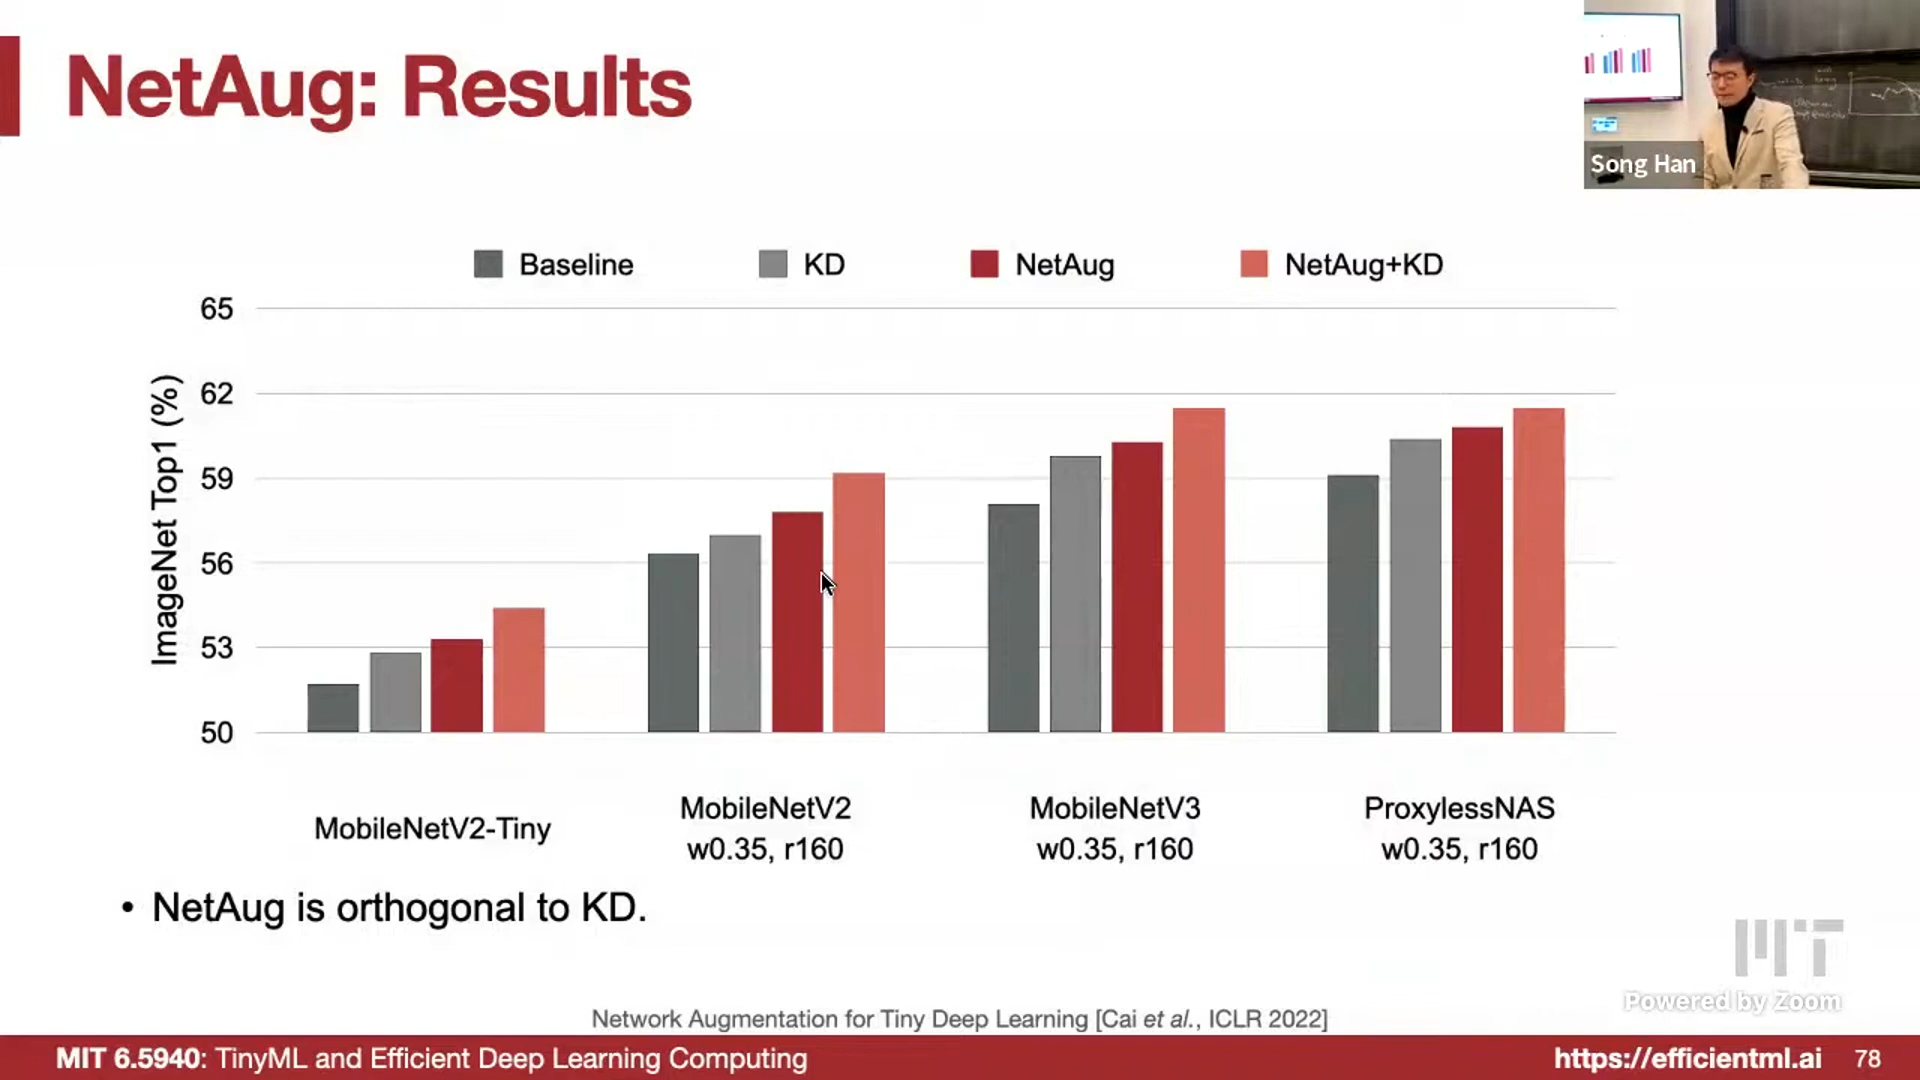 NetAug: Results
Song Han
Baseline
KD
NetAug
NetAug+KD
65
62
59
56
53
50
ImageNet Top1 (%)
MobileNetV2-Tiny
MobileNetV2
w0.35, r160
MobileNetV3
w0.35, r160
ProxylessNAS
w0.35, r160
• NetAug is orthogonal to KD.
MIT
Powered by Zoom
Network Augmentation for Tiny Deep Learning [Cai et al., ICLR 2022]
MIT 6.5940: TinyML and Efficient Deep Learning Computing
https://efficientml.ai
78